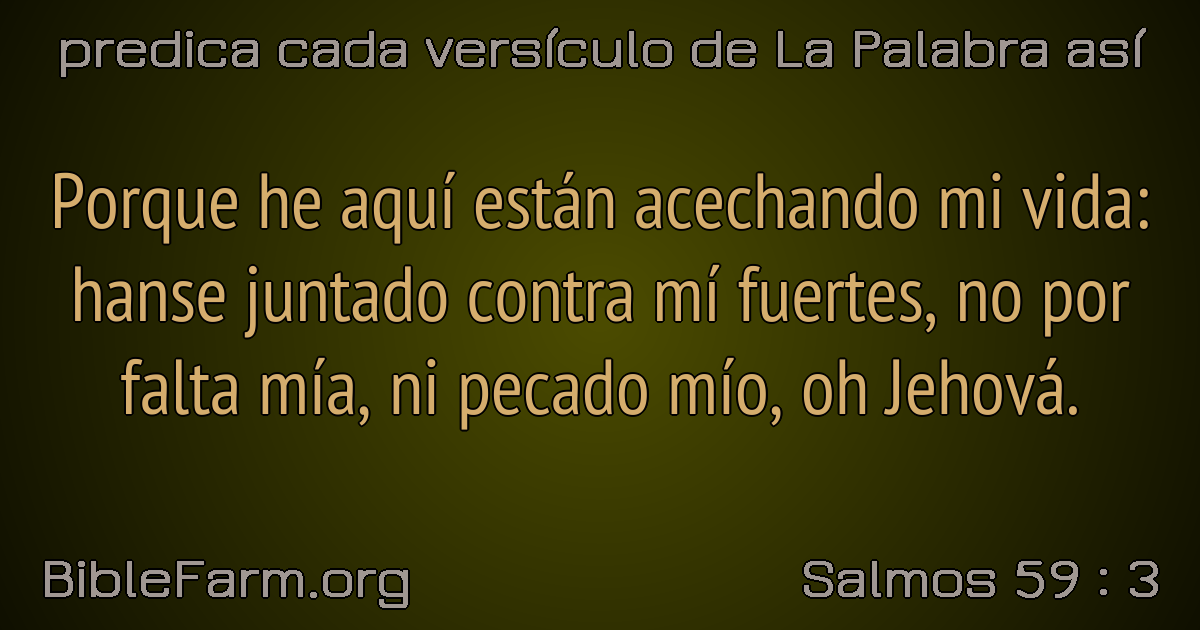 predica cada versículo de La Palabra así
Porque he aquí están acechando mi vida:
hanse juntado contra mí fuertes, no por
falta mía, ni pecado mío, oh Jehová.
BibleFarm.org
Salmos 59 : 3